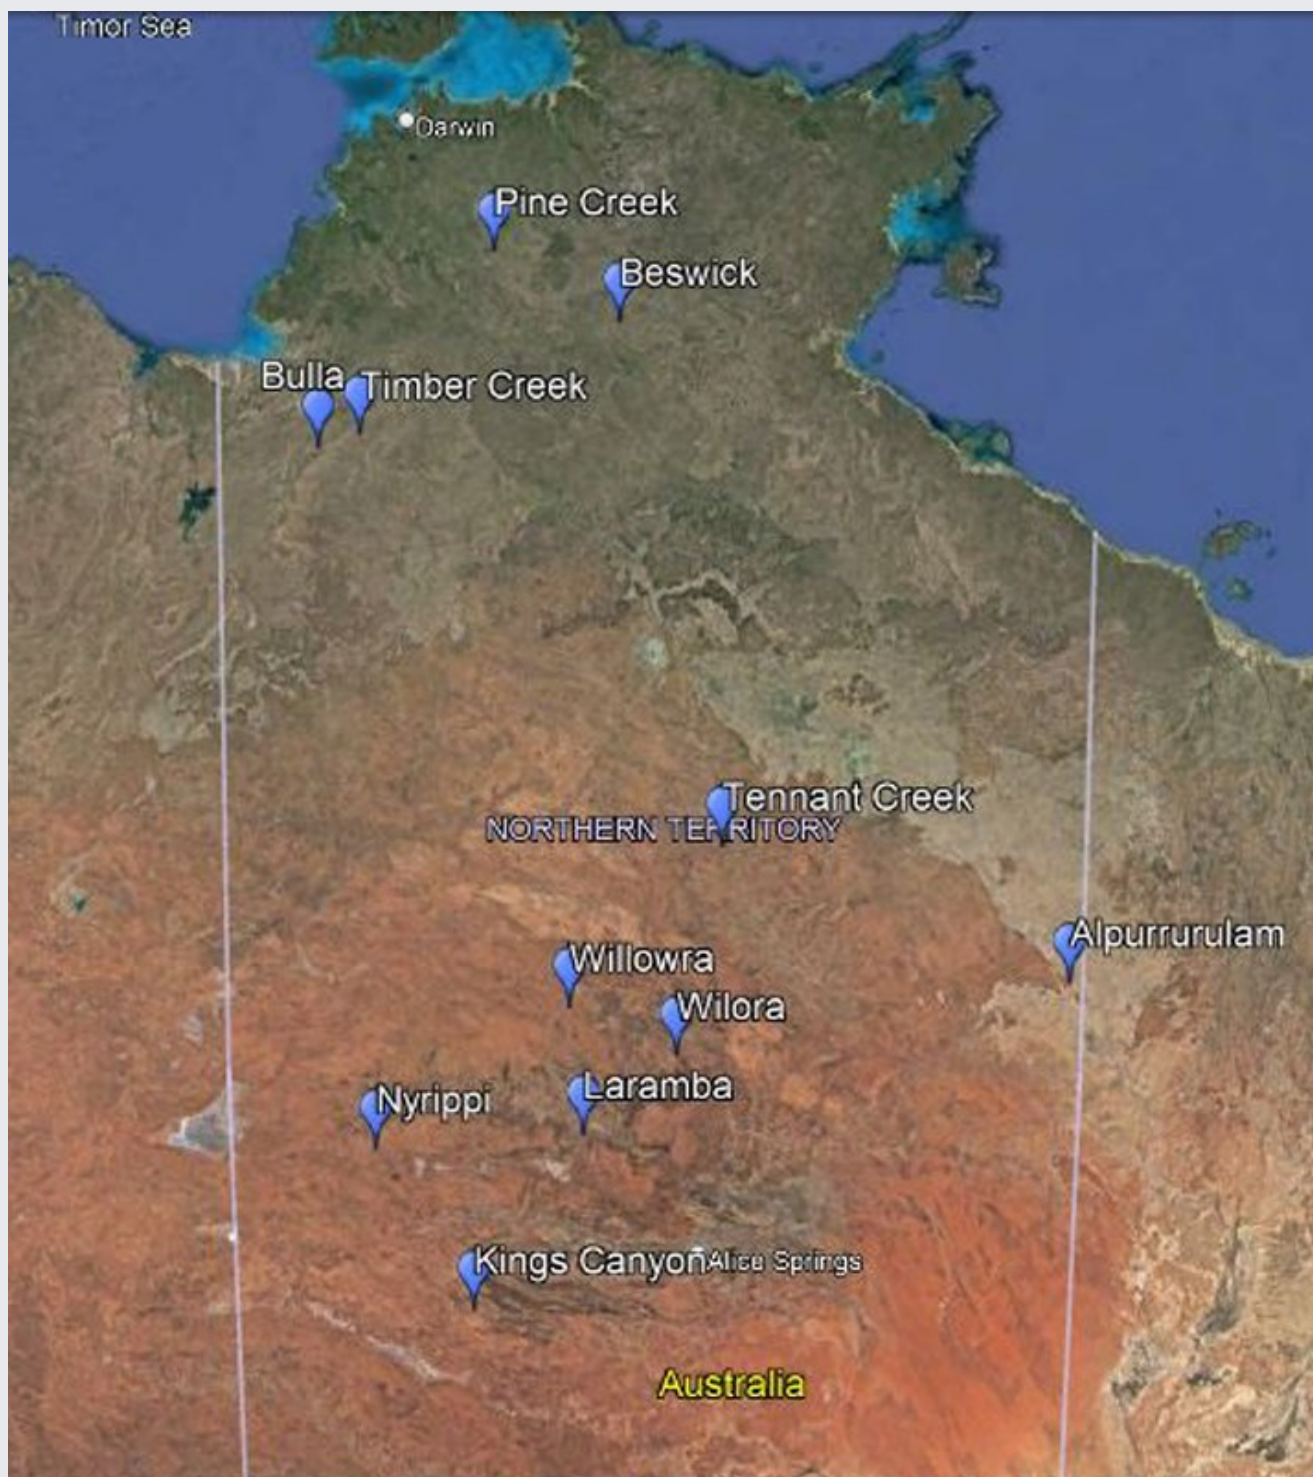 Timor Sea
Darwin
Pine Creek
Beswick
Bulla
Timber Creek
Tennant Creek
NORTHERN TERRITORY
Alpurrurulam
Willowra
Wilora
Laramba
Nyrippi
Kings Canyon
Alice Springs
Australia